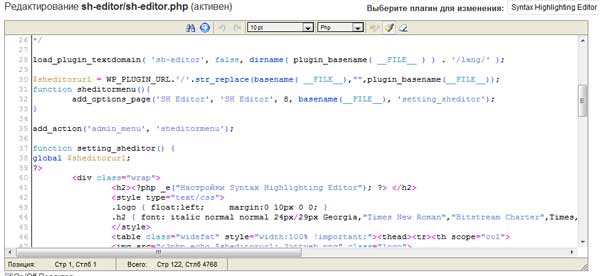 Редактирование sh-editor/sh-editor.php (активен)
Выберите плагин для изменения: Syntax Highlighting Editor
10 pt Php
26 */
27
28 load_plugin_textdomain( 'sh-editor', false, dirname( plugin_basename( __FILE__ ) ) . '/lang/' );
29
30 $sheditorurl = WP_PLUGIN_URL.'/'.str_replace(basename( __FILE__),"",plugin_basename(__FILE__));
31 function sheditormenu(){
32 add_options_page('SH Editor', 'SH Editor', 8, basename(__FILE__), 'setting_sheditor');
33 }
34
35 add_action('admin_menu', 'sheditormenu');
36
37 function setting_sheditor() {
38 global $sheditorurl;
39 ?>
40 <div class="wrap">
41 <h2><?php _e("Настройки Syntax Highlighting Editor"); ?> </h2>
42 <style type="text/css">
43 .logo { float:left; margin:0 10px 0 0; }
44 .h2 { font: italic normal normal 24px/29px Georgia,"Times New Roman","Bitstream Charter",Times,
45 </style>
46 <table class="widefat" style="width:100% !important;"><thead><tr><th scope="col">
Позиция: Стр 1, Стлб 1 Всего: Стр 122, Стлб 4768